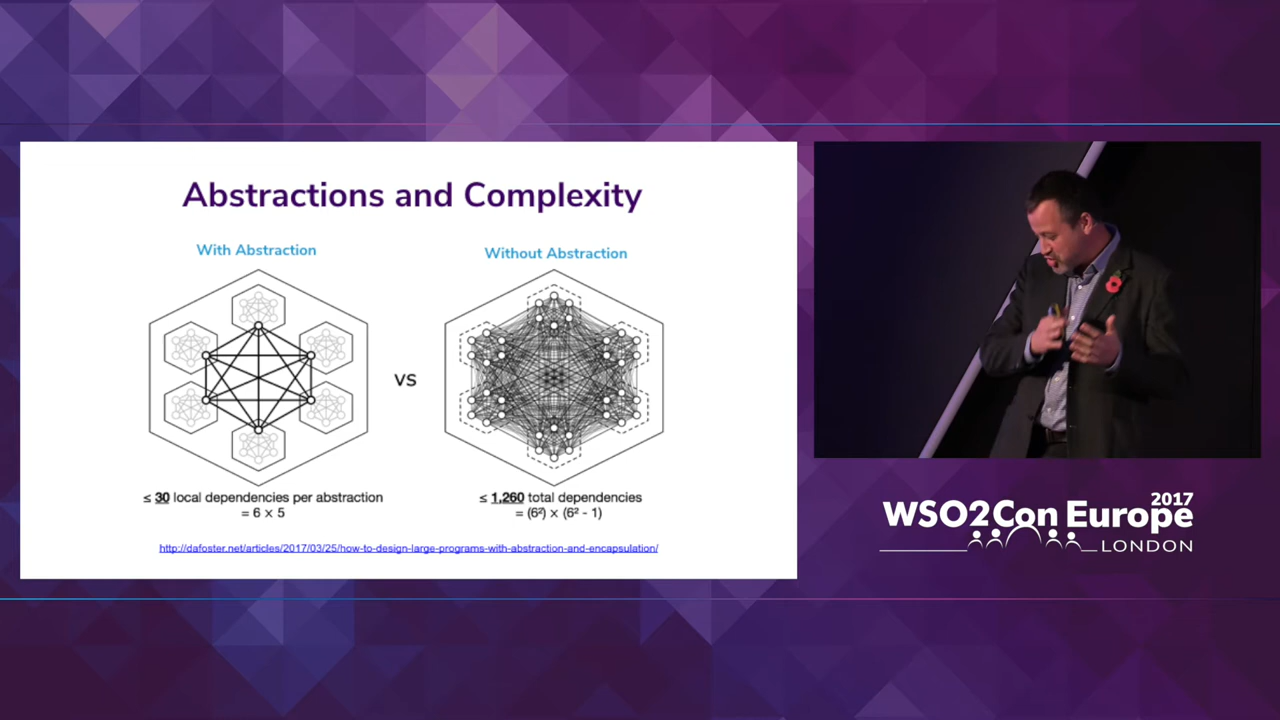 Abstractions and Complexity
With Abstraction
Without Abstraction
vs
≤ 30 local dependencies per abstraction
= 6 × 5
≤ 1,260 total dependencies
= (6²) × (6² - 1)
http://dafoster.net/articles/2017/03/25/how-to-design-large-programs-with-abstraction-and-encapsulation/
2017
WSO2Con Europe
LONDON